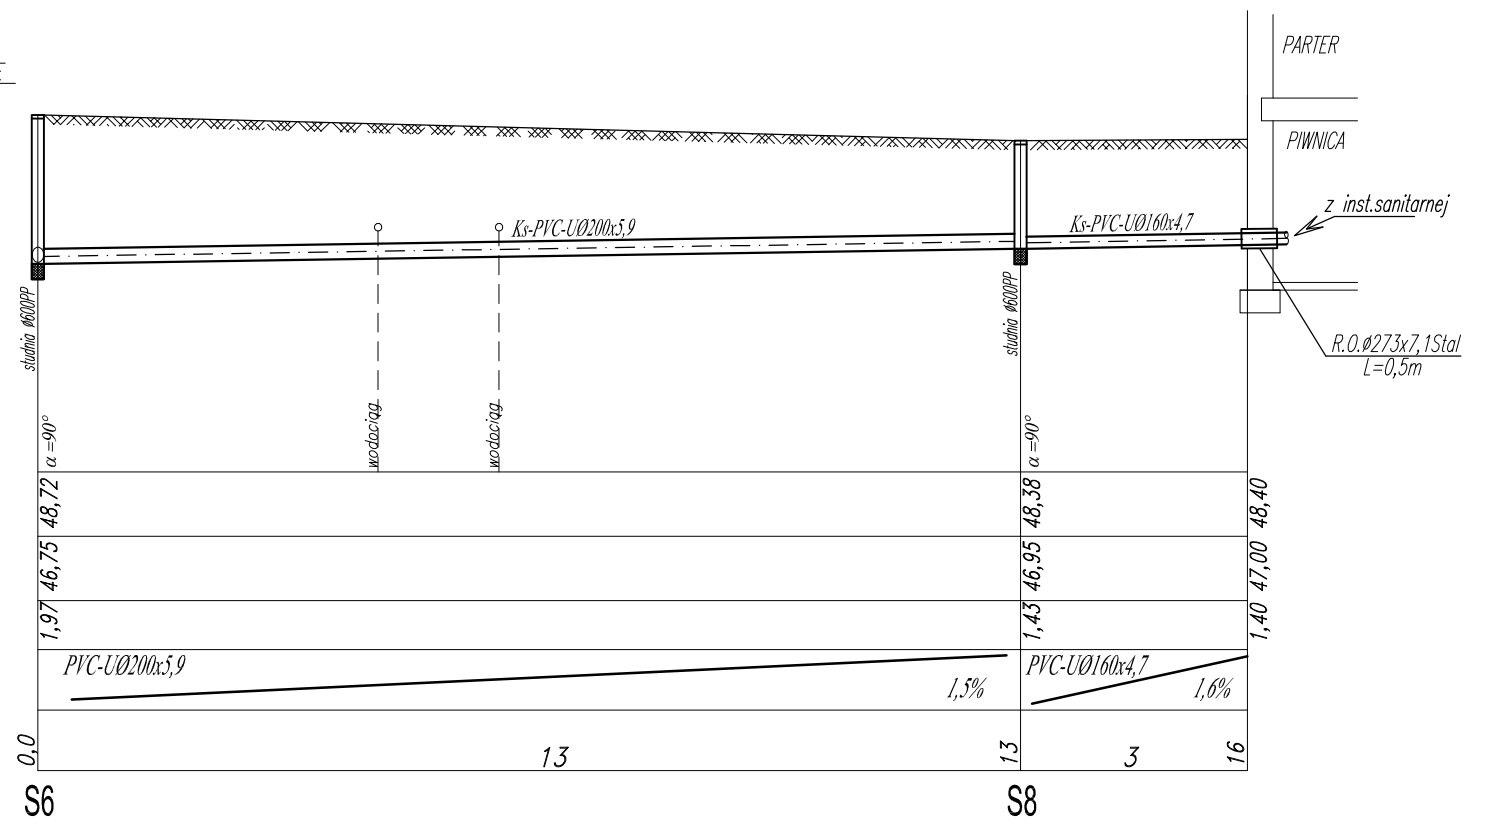 PARTER
PIWNICA
z inst.sanitarnej
Ks-PVC-UØ200x5,9
Ks-PVC-UØ160x4,7
R.O.ø273x7,1Stal
L=0,5m
studnia ø600PP
studnia ø600PP
α =90°
wodociąg
wodociąg
α =90°
48,72
48,38
48,40
46,75
46,95
47,00
1,97
1,43
1,40
PVC-UØ200x5,9
1,5%
PVC-UØ160x4,7
1,6%
0,0
13
13
3
16
S6
S8